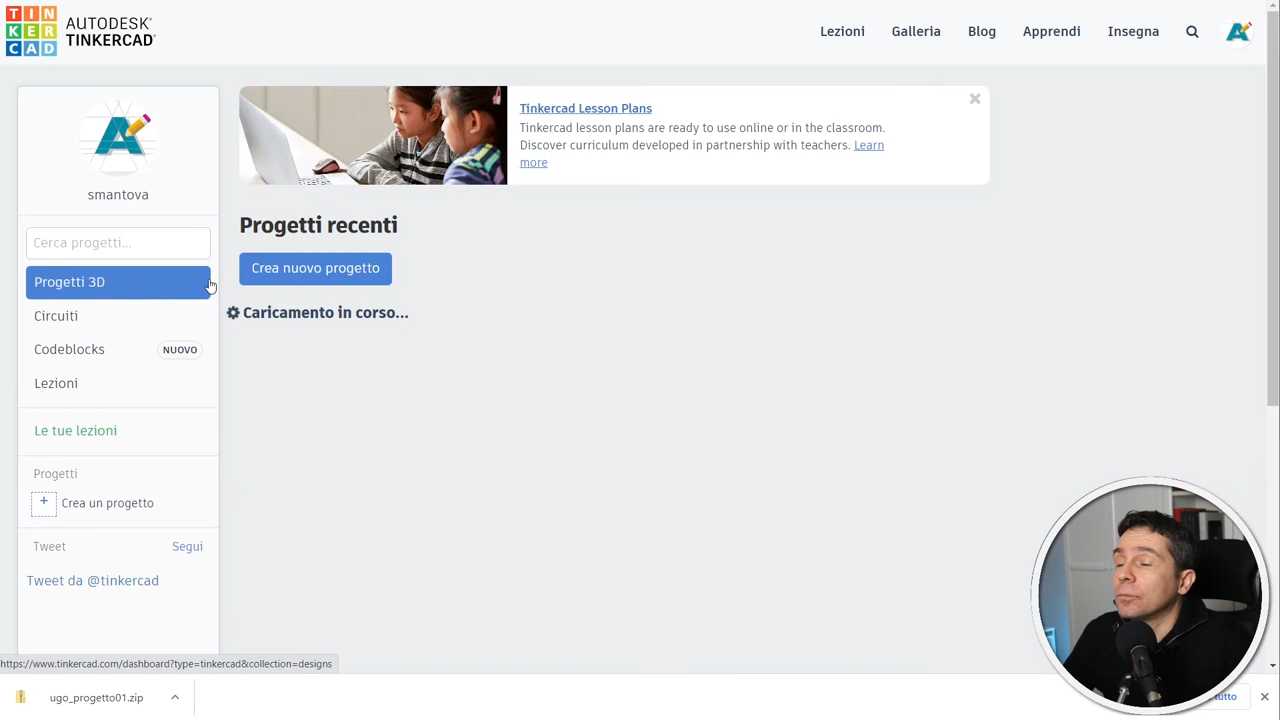 TIN
KER
CAD
AUTODESK
TINKERCAD
Lezioni
Galleria
Blog
Apprendi
Insegna
smantova
Cerca progetti...
Progetti 3D
Circuiti
Codeblocks
NUOVO
Lezioni
Le tue lezioni
Progetti
+ Crea un progetto
Tweet
Segui
Tweet da @tinkercad
Tinkercad Lesson Plans
Tinkercad lesson plans are ready to use online or in the classroom.
Discover curriculum developed in partnership with teachers. Learn
more
Progetti recenti
Crea nuovo progetto
Caricamento in corso...
https://www.tinkercad.com/dashboard?type=tinkercad&collection=designs
ugo_progetto01.zip
tutto